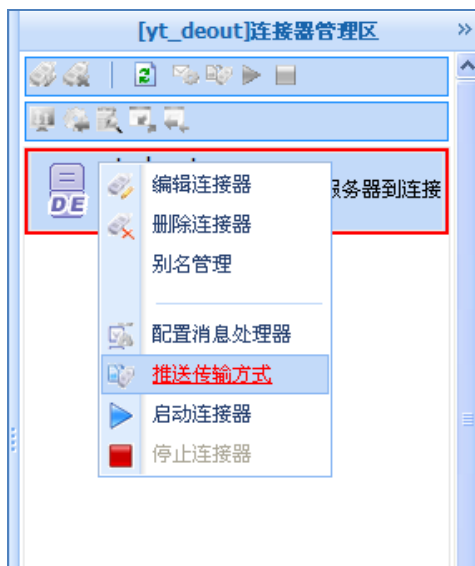 [yt_deout]连接器管理区
DE
服务器到连接
编辑连接器
删除连接器
别名管理
配置消息处理器
推送传输方式
启动连接器
停止连接器